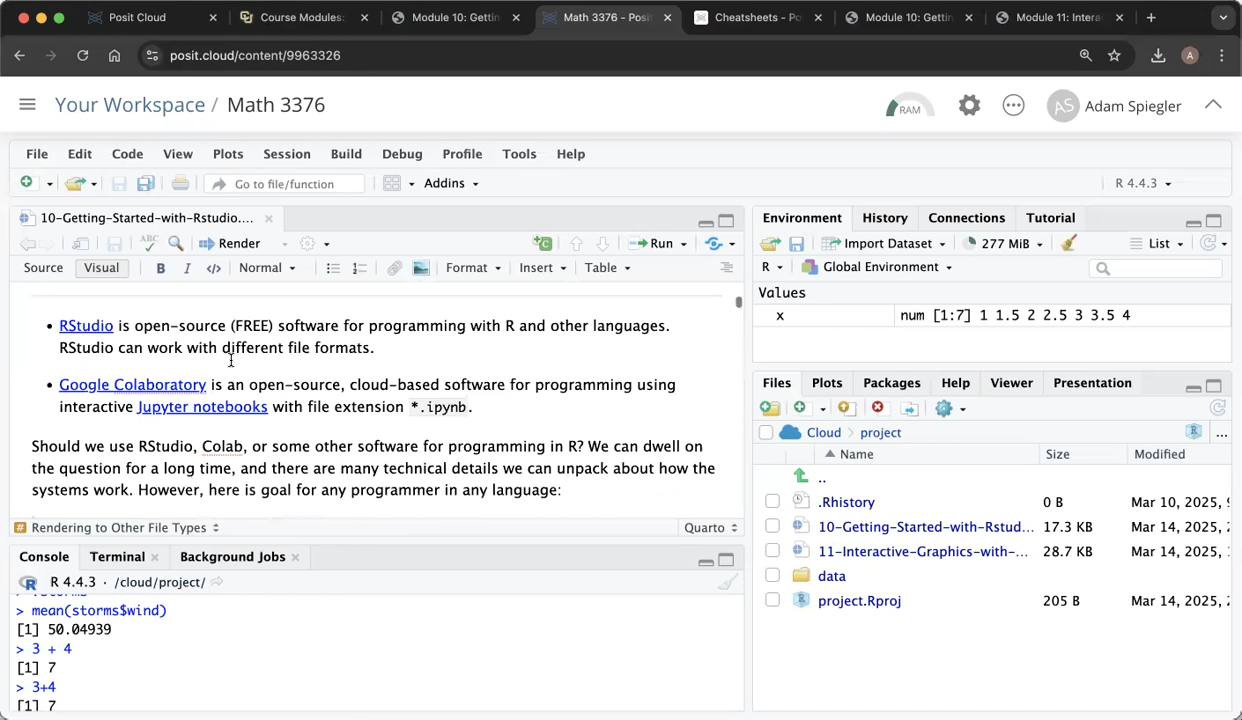 Posit Cloud
Course Modules:
Module 10: Gettin
Math 3376 - Posi
Cheatsheets - Po
Module 10: Gettin
Module 11: Intera
posit.cloud/content/9963326
A
Your Workspace / Math 3376
RAM
AS
Adam Spiegler
File Edit Code View Plots Session Build Debug Profile Tools Help
Go to file/function
Addins
R 4.4.3
10-Getting-Started-with-Rstudio....
ABC
Render
Run
Source Visual B I </> Normal Format Insert Table
• RStudio is open-source (FREE) software for programming with R and other languages.
RStudio can work with different file formats.
• Google Colaboratory is an open-source, cloud-based software for programming using
interactive Jupyter notebooks with file extension *.ipynb.
Should we use RStudio, Colab, or some other software for programming in R? We can dwell on
the question for a long time, and there are many technical details we can unpack about how the
systems work. However, here is goal for any programmer in any language:
# Rendering to Other File Types
Quarto
Console Terminal Background Jobs
R 4.4.3 · /cloud/project/
> mean(storms$wind)
[1] 50.04939
> 3 + 4
[1] 7
> 3+4
[1] 7
Environment History Connections Tutorial
Import Dataset 277 MiB List
R Global Environment
Values
x num [1:7] 1 1.5 2 2.5 3 3.5 4
Files Plots Packages Help Viewer Presentation
Cloud project
...
Name Size Modified
..
.Rhistory 0 B Mar 10, 2025,
10-Getting-Started-with-Rstud... 17.3 KB Mar 14, 2025,
11-Interactive-Graphics-with-... 28.7 KB Mar 14, 2025,
data
project.Rproj 205 B Mar 14, 2025,